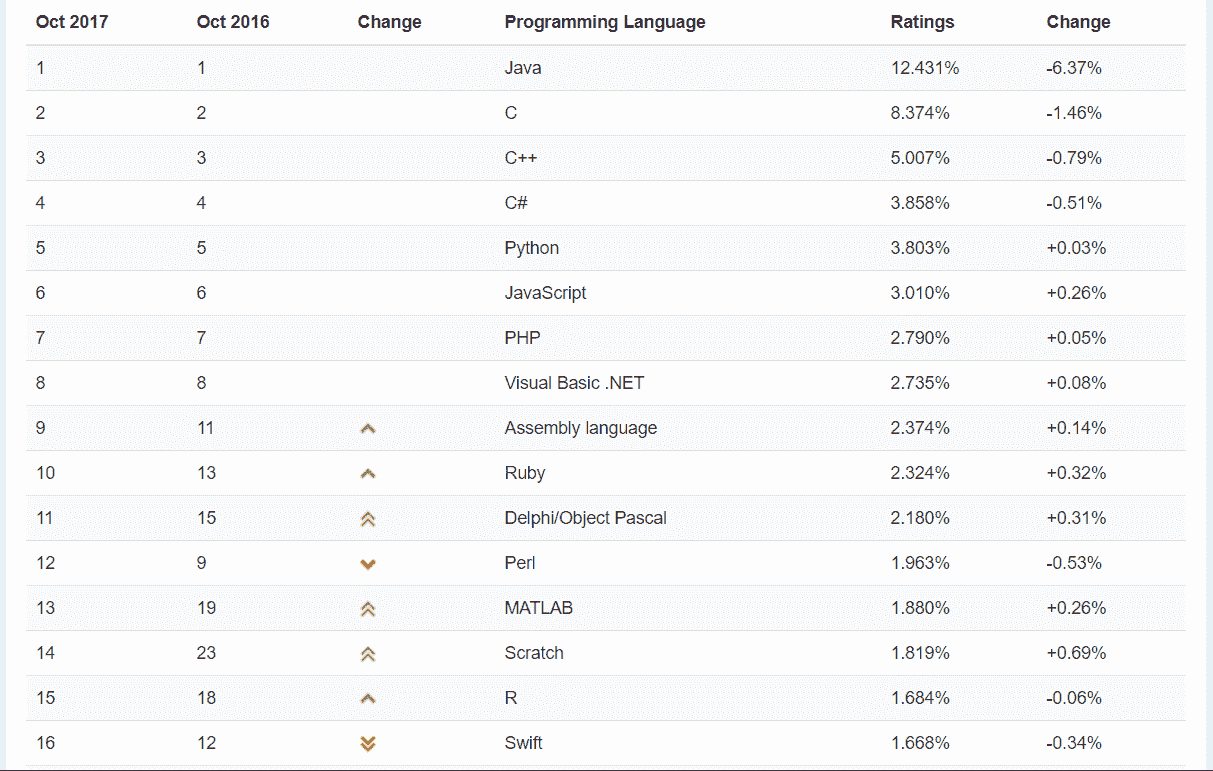 Oct 2017 Oct 2016 Change Programming Language Ratings Change
1 1 Java 12.431% -6.37%
2 2 C 8.374% -1.46%
3 3 C++ 5.007% -0.79%
4 4 C# 3.858% -0.51%
5 5 Python 3.803% +0.03%
6 6 JavaScript 3.010% +0.26%
7 7 PHP 2.790% +0.05%
8 8 Visual Basic .NET 2.735% +0.08%
9 11 Assembly language 2.374% +0.14%
10 13 Ruby 2.324% +0.32%
11 15 Delphi/Object Pascal 2.180% +0.31%
12 9 Perl 1.963% -0.53%
13 19 MATLAB 1.880% +0.26%
14 23 Scratch 1.819% +0.69%
15 18 R 1.684% -0.06%
16 12 Swift 1.668% -0.34%